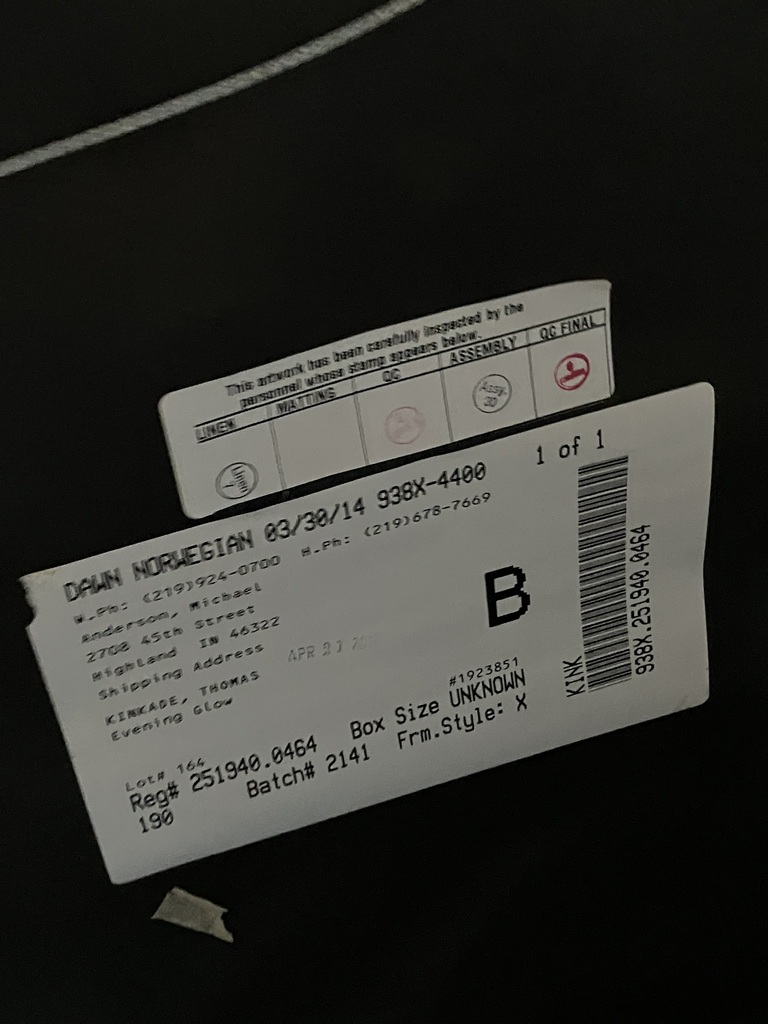 This artwork has been carefully inspected by the
personnel whose stamp appears below.
LINEN MATTING QC ASSEMBLY QC FINAL
Assy.
30
DAWN NORWEGIAN 03/30/14 938X-4400 1 of 1
W.Ph: (219)924-0700 H.Ph: (219)678-7669
Anderson, Michael
2708 45th Street
Highland IN 46322
Shipping Address
APR
B
KINKADE, THOMAS
Evening Glow
#1923851
Lot# 164 Box Size UNKNOWN
Reg# 251940.0464 Frm.Style: X
190 Batch# 2141
KINK
938X.251940.0464